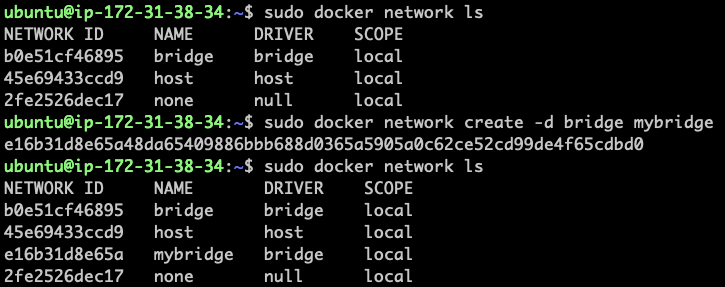 ubuntu@ip-172-31-38-34:~$ sudo docker network ls
NETWORK ID     NAME      DRIVER    SCOPE
b0e51cf46895   bridge    bridge    local
45e69433ccd9   host      host      local
2fe2526dec17   none      null      local
ubuntu@ip-172-31-38-34:~$ sudo docker network create -d bridge mybridge
e16b31d8e65a48da65409886bbb688d0365a5905a0c62ce52cd99de4f65cdbd0
ubuntu@ip-172-31-38-34:~$ sudo docker network ls
NETWORK ID     NAME       DRIVER    SCOPE
b0e51cf46895   bridge     bridge    local
45e69433ccd9   host       host      local
e16b31d8e65a   mybridge   bridge    local
2fe2526dec17   none       null      local